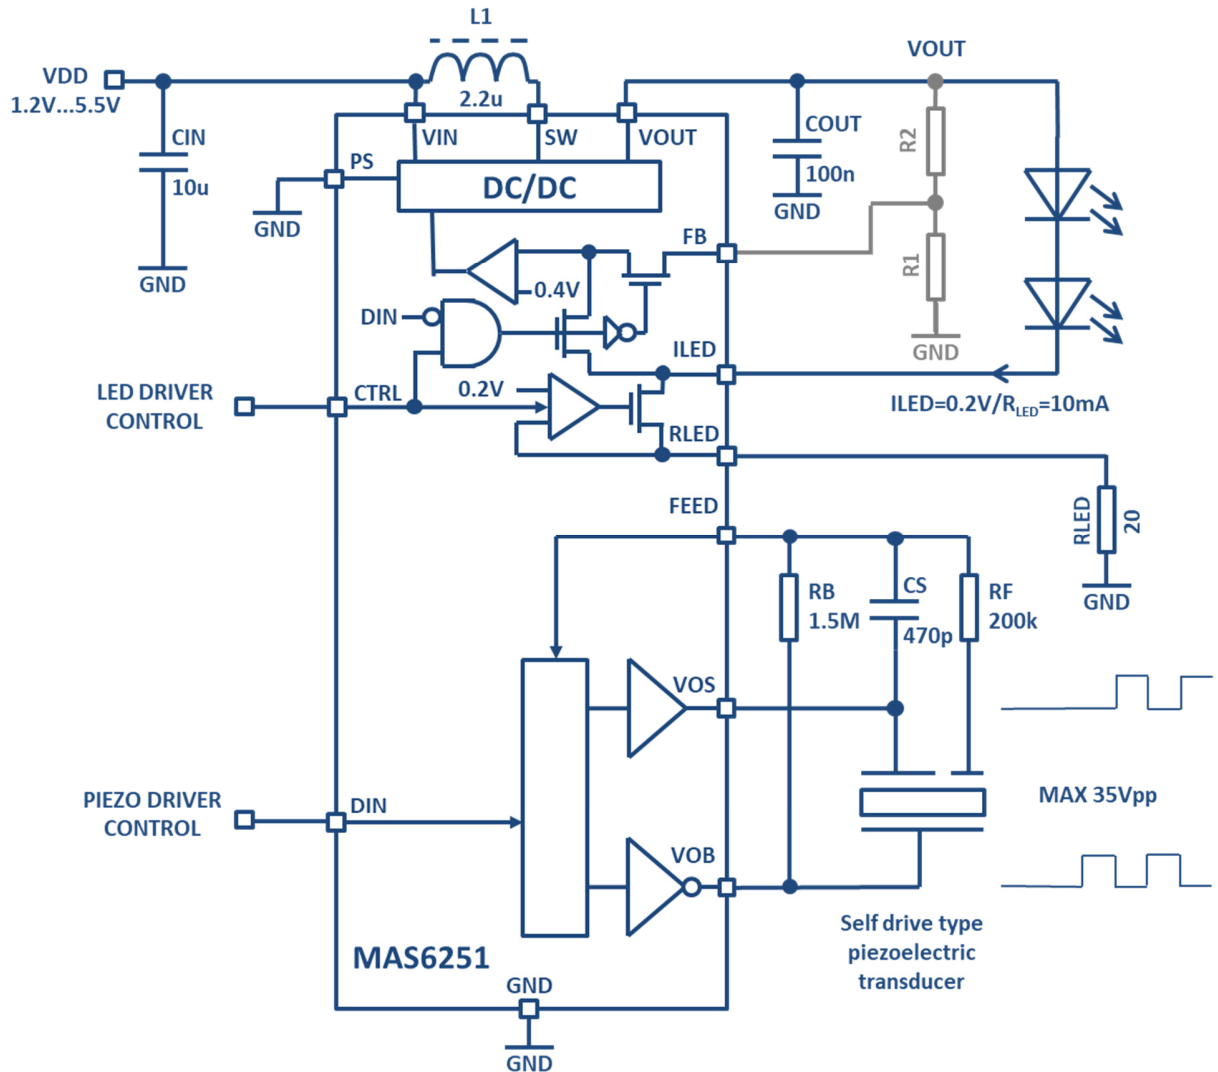 L1
VDD
1.2V...5.5V
2.2u
VOUT
CIN
10u
VIN
SW
VOUT
COUT
100n
R2
PS
DC/DC
GND
GND
FB
R1
0.4V
GND
DIN
GND
ILED
LED DRIVER
CONTROL
CTRL
0.2V
ILED=0.2V/RLED=10mA
RLED
FEED
RLED
20
GND
RB
1.5M
CS
470p
RF
200k
VOS
PIEZO DRIVER
CONTROL
DIN
MAX 35Vpp
VOB
Self drive type
piezoelectric
transducer
MAS6251
GND
GND